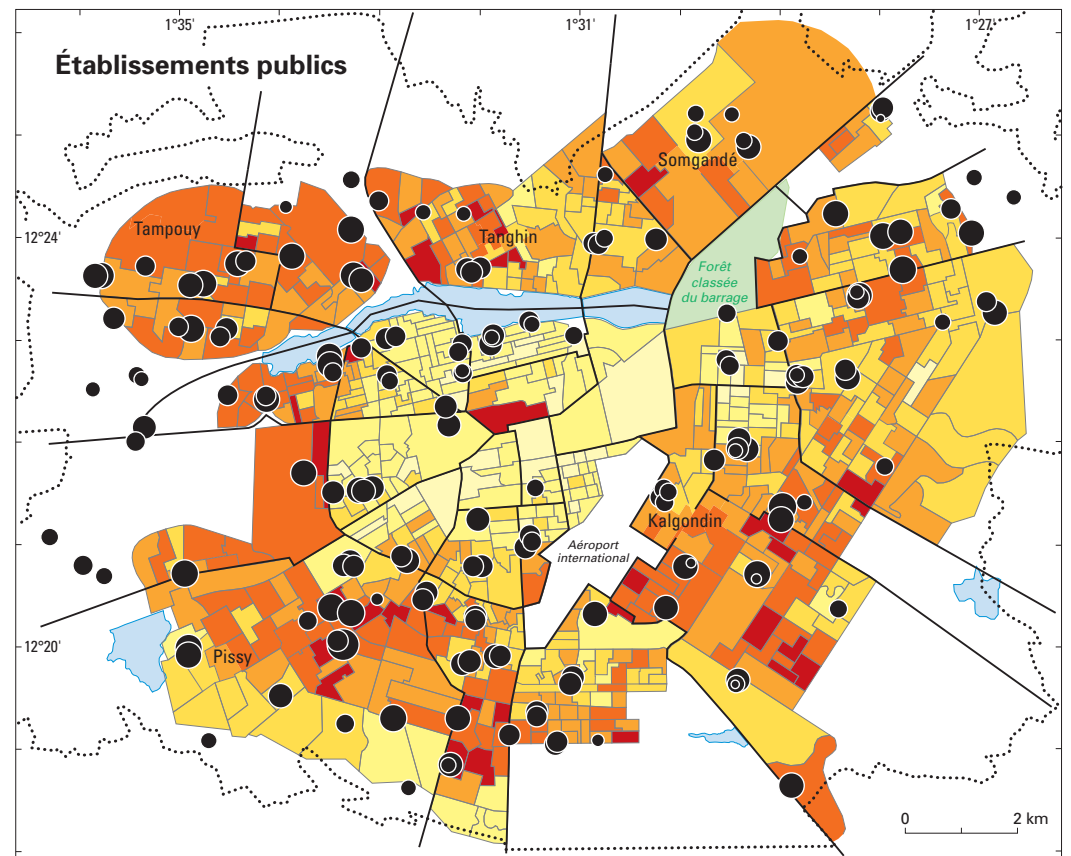 1°35'
1°31'
1°27'
Établissements publics
Somgandé
12°24'
Tampouy
Tanghin
Forêt
classée
du barrage
Kalgondin
Aéroport
international
12°20'
Pissy
0
2 km